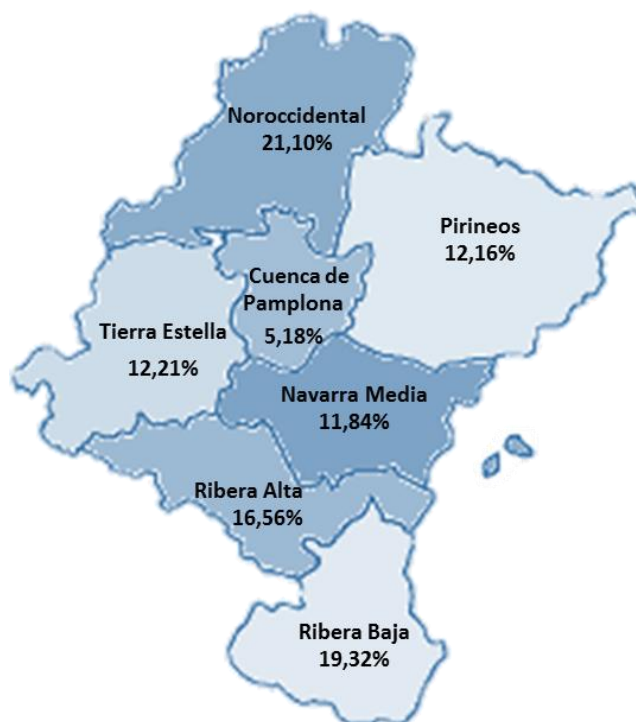 Noroccidental
21,10%
Pirineos
12,16%
Cuenca de
Pamplona
5,18%
Tierra Estella
12,21%
Navarra Media
11,84%
Ribera Alta
16,56%
Ribera Baja
19,32%